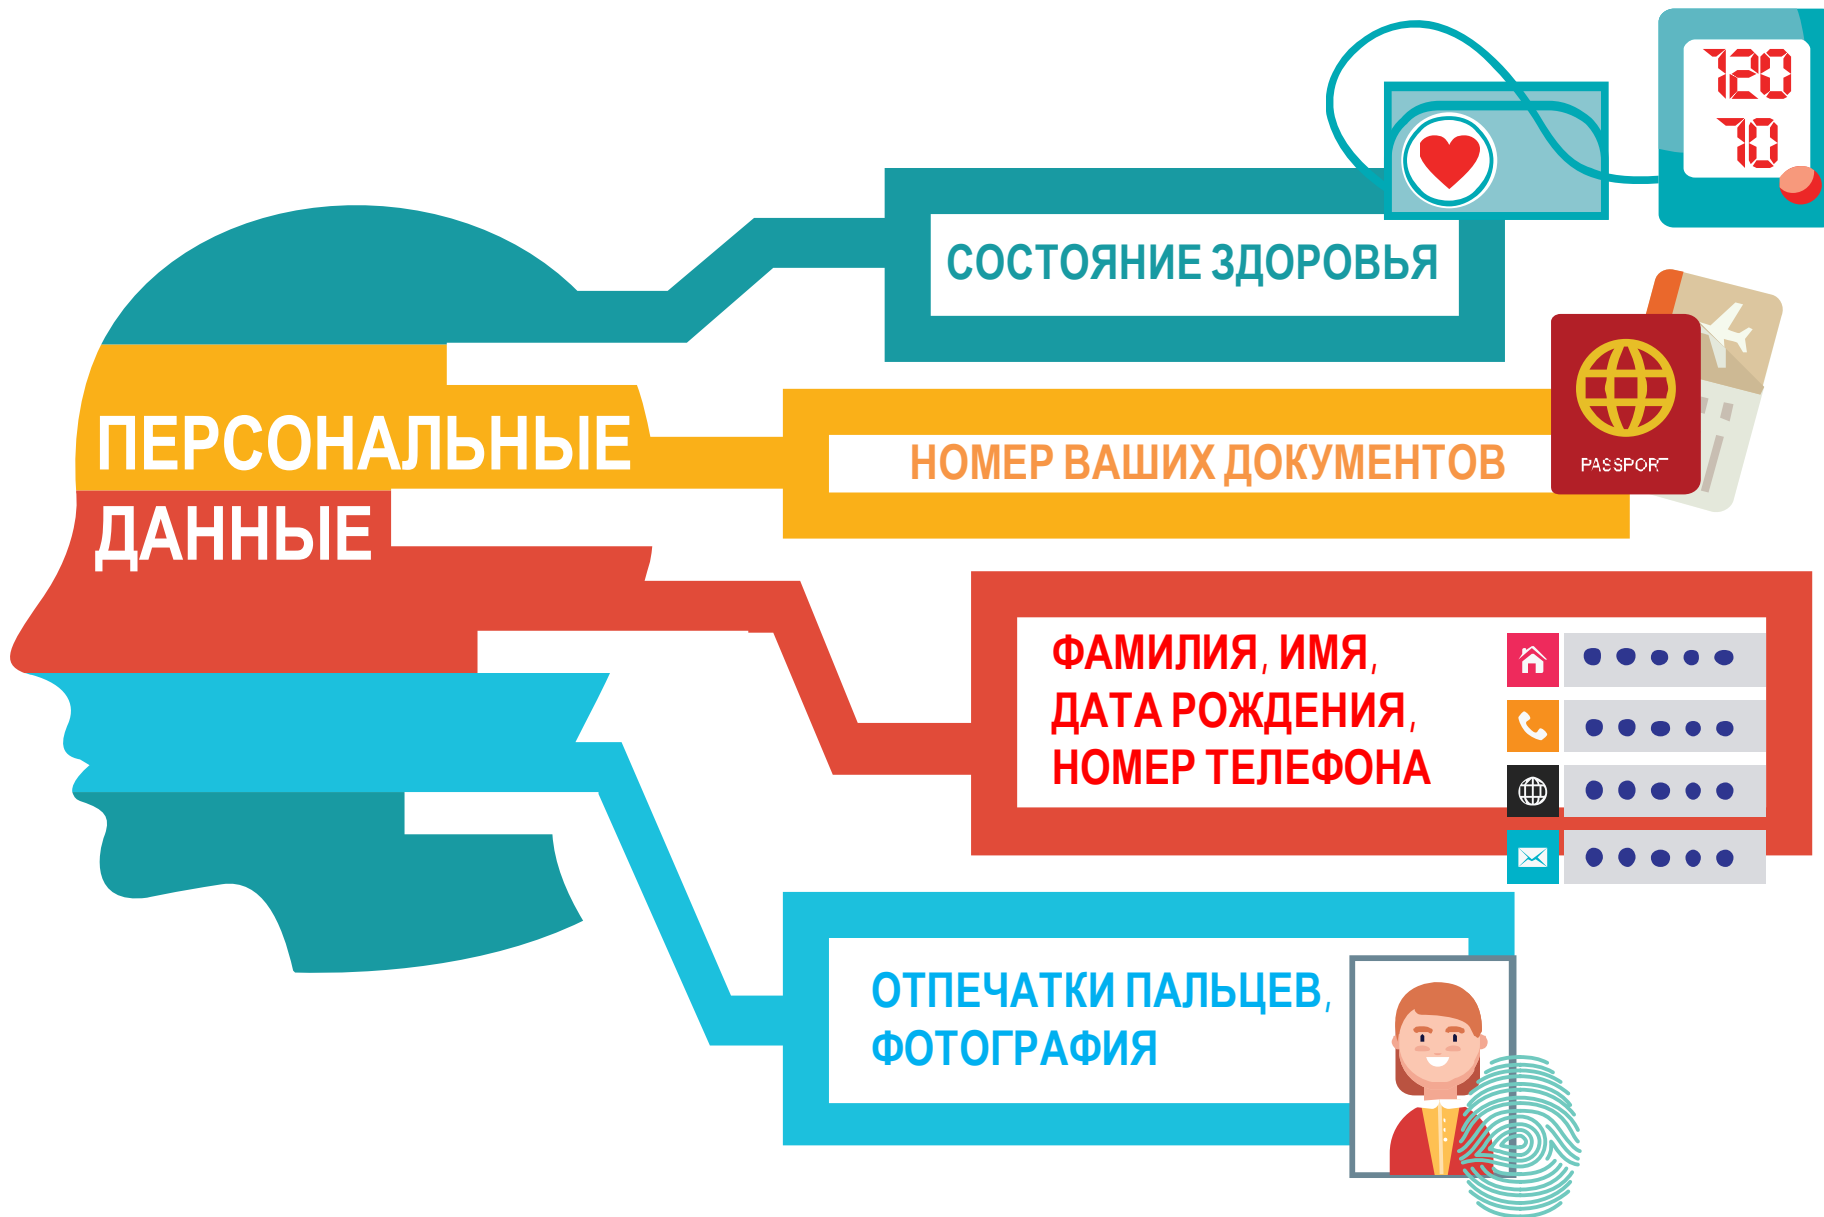 120
70
СОСТОЯНИЕ ЗДОРОВЬЯ
ПЕРСОНАЛЬНЫЕ
ДАННЫЕ
НОМЕР ВАШИХ ДОКУМЕНТОВ
PASSPORT
ФАМИЛИЯ, ИМЯ,
ДАТА РОЖДЕНИЯ,
НОМЕР ТЕЛЕФОНА
ОТПЕЧАТКИ ПАЛЬЦЕВ,
ФОТОГРАФИЯ